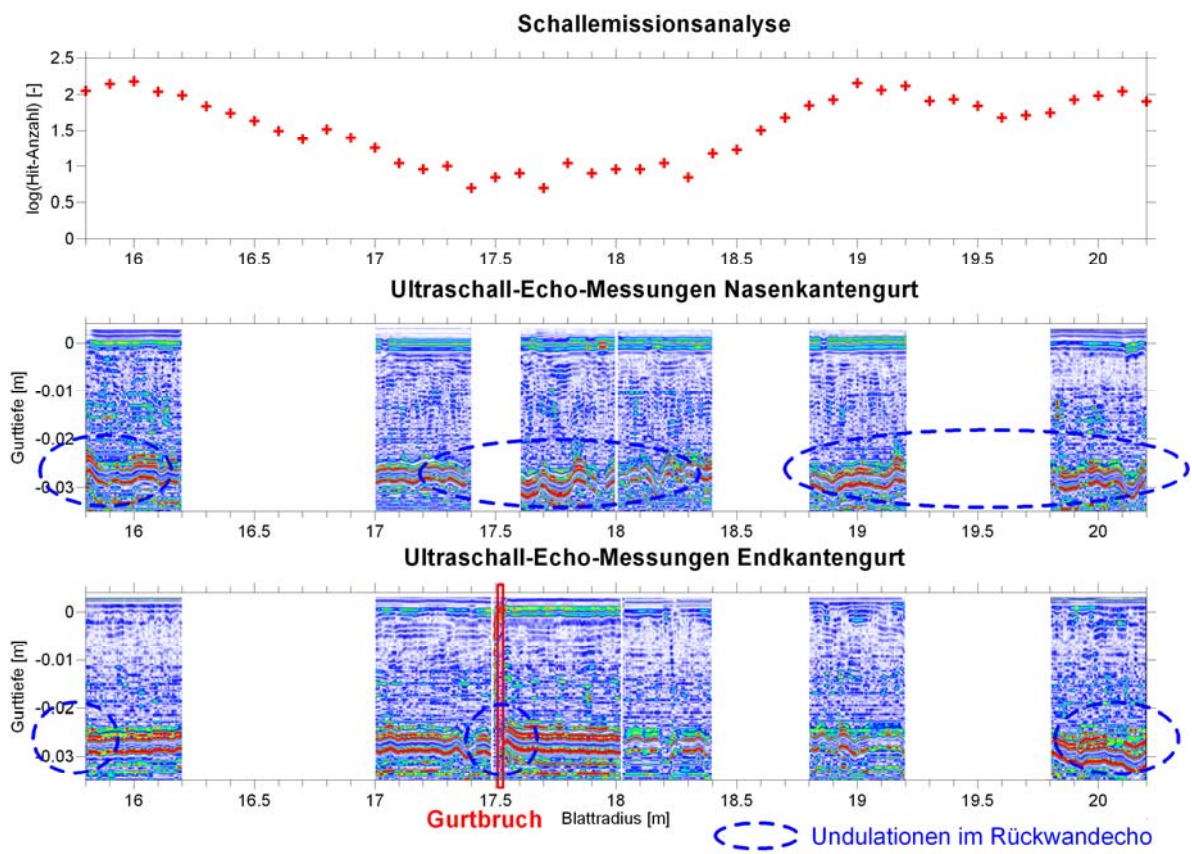 Schallemissionsanalyse
log(Hit-Anzahl) [-]
2.5
2
1.5
1
0.5
0
16 16.5 17 17.5 18 18.5 19 19.5 20
Ultraschall-Echo-Messungen Nasenkantengurt
Gurttiefe [m]
0
-0.01
-0.02
-0.03
16 16.5 17 17.5 18 18.5 19 19.5 20
Ultraschall-Echo-Messungen Endkantengurt
Gurttiefe [m]
0
-0.01
-0.02
-0.03
16 16.5 17 17.5 18 18.5 19 19.5 20
Gurtbruch Blattradius [m]
Undulationen im Rückwandecho